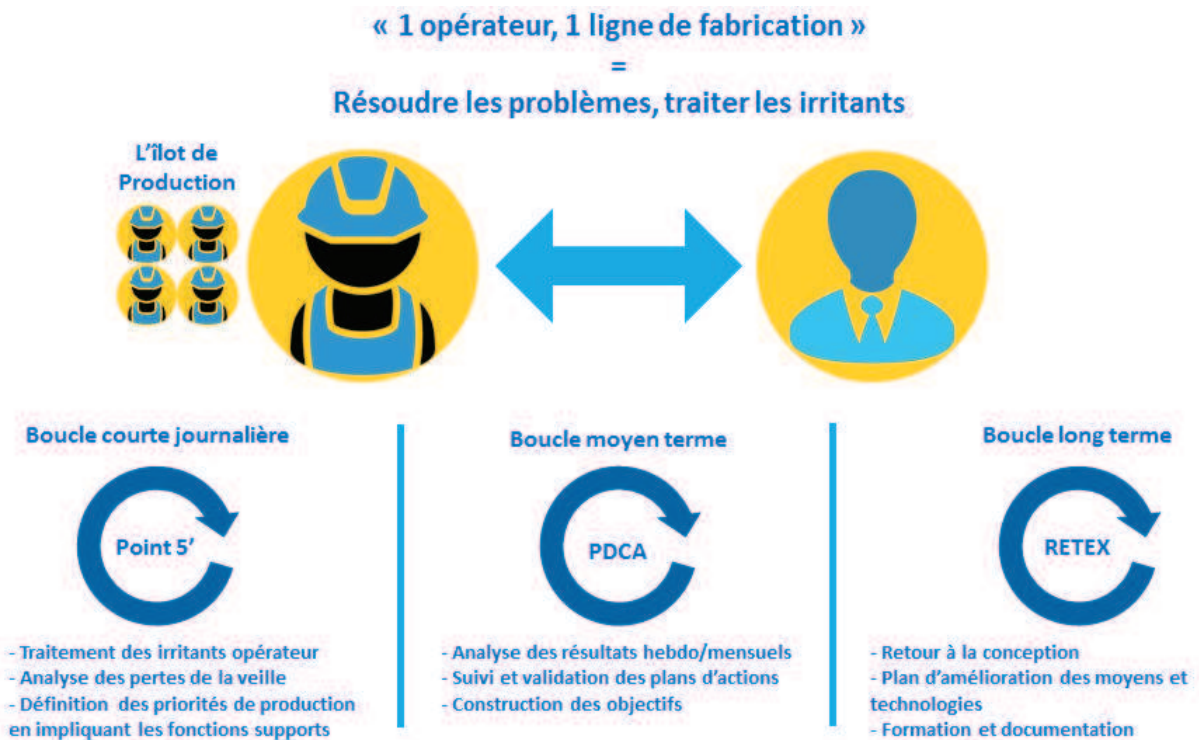 « 1 opérateur, 1 ligne de fabrication »
=
Résoudre les problèmes, traiter les irritants
L'îlot de
Production
Boucle courte journalière
Point 5'
- Traitement des irritants opérateur
- Analyse des pertes de la veille
- Définition des priorités de production
en impliquant les fonctions supports
Boucle moyen terme
PDCA
- Analyse des résultats hebdo/mensuels
- Suivi et validation des plans d'actions
- Construction des objectifs
Boucle long terme
RETEX
- Retour à la conception
- Plan d'amélioration des moyens et
technologies
- Formation et documentation